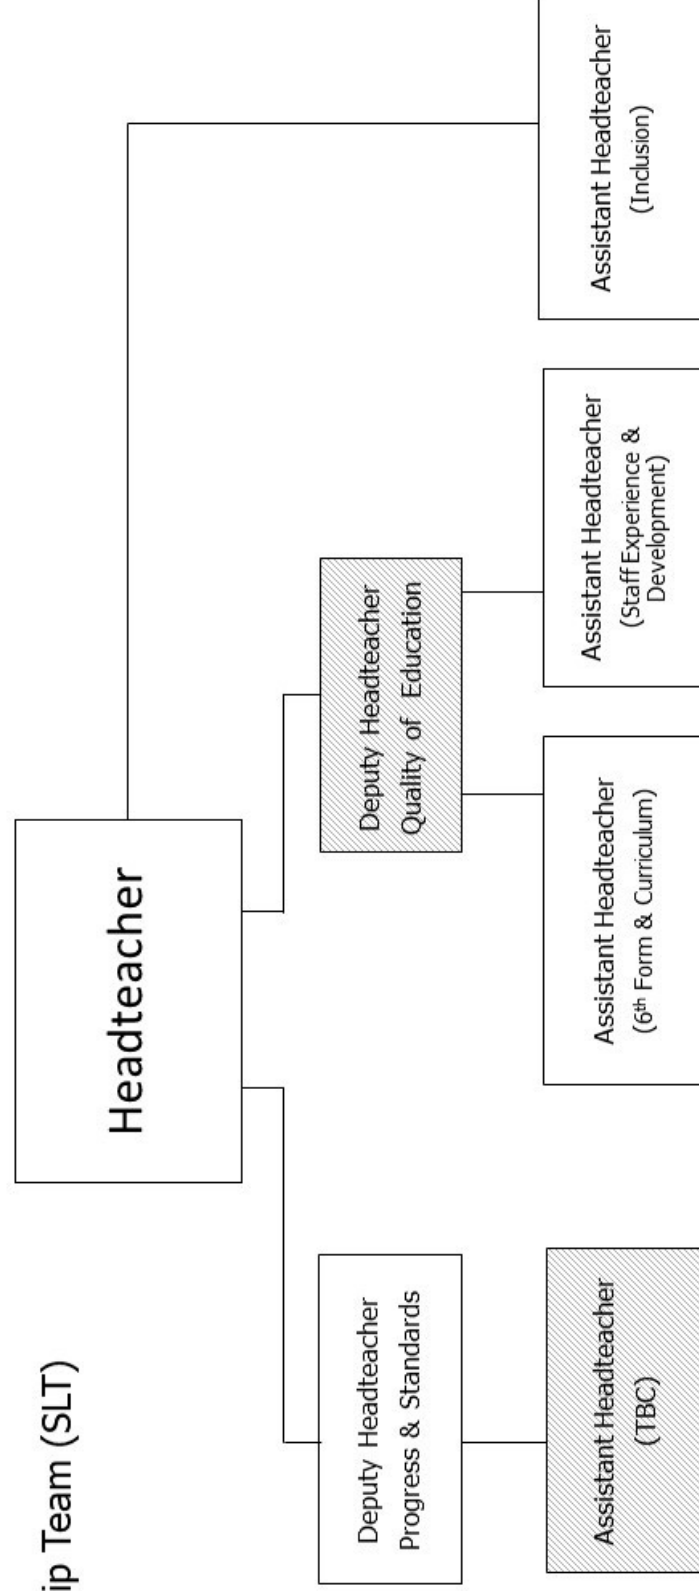 ip Team (SLT)
Headteacher
Deputy Headteacher
Progress & Standards
Deputy Headteacher
Quality of Education
Assistant Headteacher
(TBC)
Assistant Headteacher
(6th Form & Curriculum)
Assistant Headteacher
(Staff Experience &
Development)
Assistant Headteacher
(Inclusion)